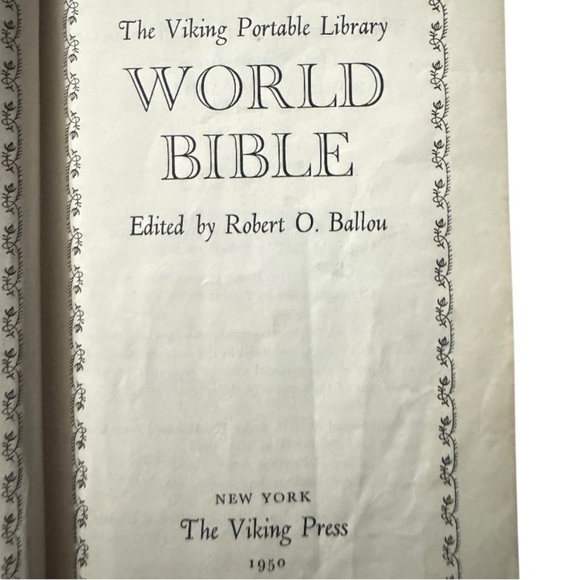 The Viking Portable Library
WORLD
BIBLE
Edited by Robert O. Ballou
NEW YORK
The Viking Press
1950